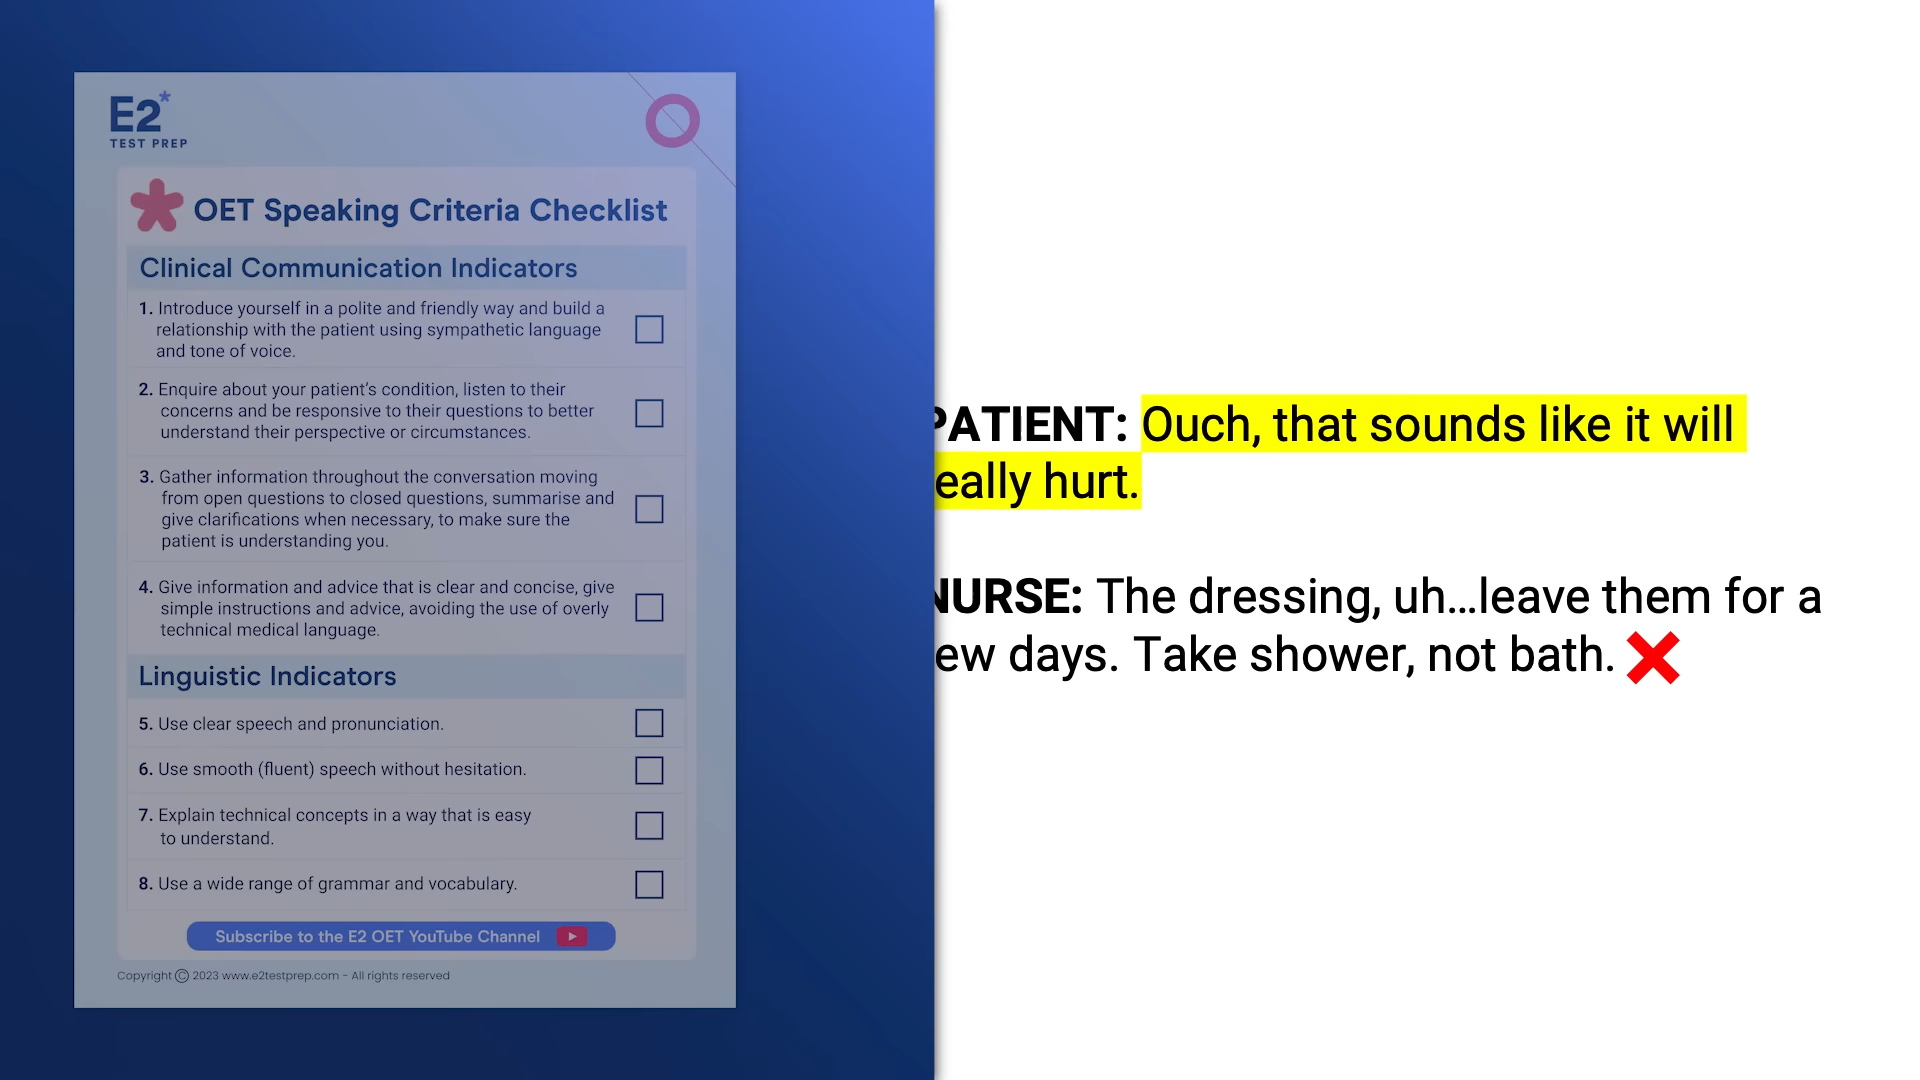 E2*
TEST PREP
OET Speaking Criteria Checklist
Clinical Communication Indicators
1. Introduce yourself in a polite and friendly way and build a
relationship with the patient using sympathetic language
and tone of voice.
2. Enquire about your patient's condition, listen to their
concerns and be responsive to their questions to better
understand their perspective or circumstances.
3. Gather information throughout the conversation moving
from open questions to closed questions, summarise and
give clarifications when necessary, to make sure the
patient is understanding you.
4. Give information and advice that is clear and concise, give
simple instructions and advice, avoiding the use of overly
technical medical language.
Linguistic Indicators
5. Use clear speech and pronunciation.
6. Use smooth (fluent) speech without hesitation.
7. Explain technical concepts in a way that is easy
to understand.
8. Use a wide range of grammar and vocabulary.
Subscribe to the E2 OET YouTube Channel
Copyright © 2023 www.e2testprep.com - All rights reserved
PATIENT: Ouch, that sounds like it will
eally hurt.
NURSE: The dressing, uh...leave them for a
ew days. Take shower, not bath.